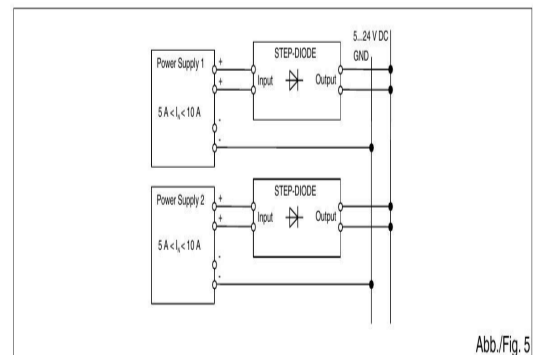 5...24 V DC
GND
Power Supply 1
+
+
5 A < Iₙ < 10 A
-
-
STEP-DIODE
Input
Output
Power Supply 2
+
+
5 A < Iₙ < 10 A
-
-
STEP-DIODE
Input
Output
Abb./Fig. 5